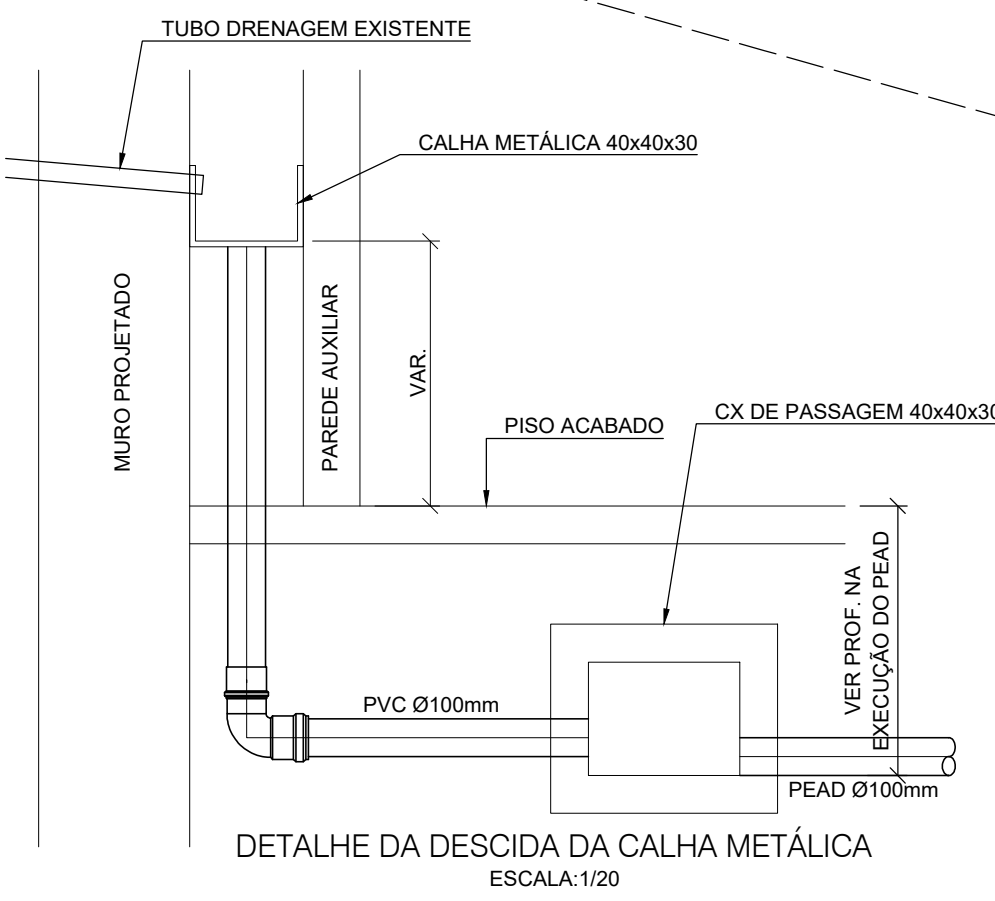 TUBO DRENAGEM EXISTENTE
CALHA METÁLICA 40x40x30
MURO PROJETADO
PAREDE AUXILIAR
VAR.
PISO ACABADO
CX DE PASSAGEM 40x40x30
VER PROF. NA
EXECUÇÃO DO PEAD
PVC Ø100mm
PEAD Ø100mm
DETALHE DA DESCIDA DA CALHA METÁLICA
ESCALA:1/20